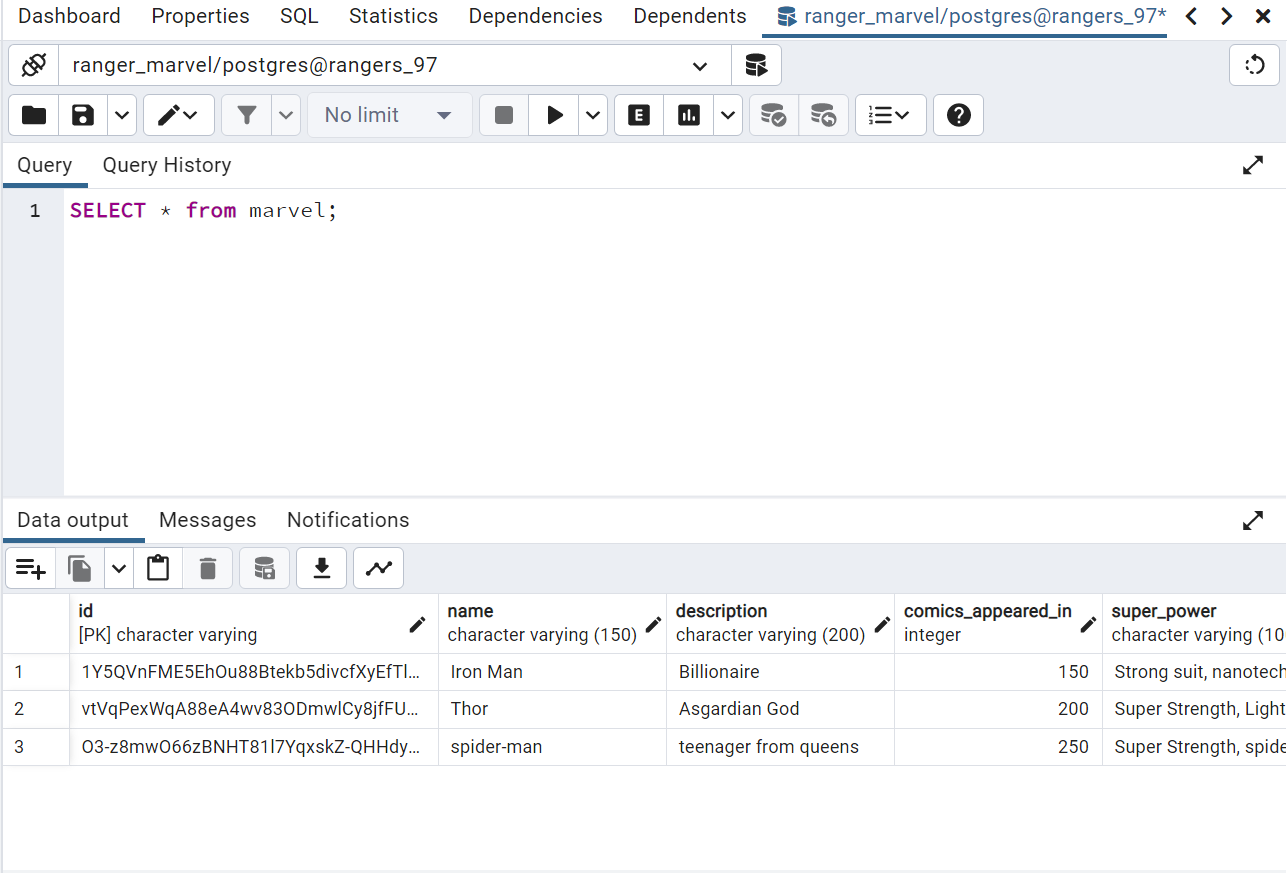 Dashboard Properties SQL Statistics Dependencies Dependents ranger_marvel/postgres@rangers_97*
ranger_marvel/postgres@rangers_97
No limit E
Query Query History
1 SELECT * from marvel;
Data output Messages Notifications
id name description comics_appeared_in super_power
[PK] character varying character varying (150) character varying (200) integer character varying (10
1 1Y5QVnFME5EhOu88Btekb5divcfXyEfTl... Iron Man Billionaire 150 Strong suit, nanotech
2 vtVqPexWqA88eA4wv83ODmwlCy8jfFU... Thor Asgardian God 200 Super Strength, Light
3 O3-z8mwO66zBNHT81l7YqxskZ-QHHdy... spider-man teenager from queens 250 Super Strength, spide